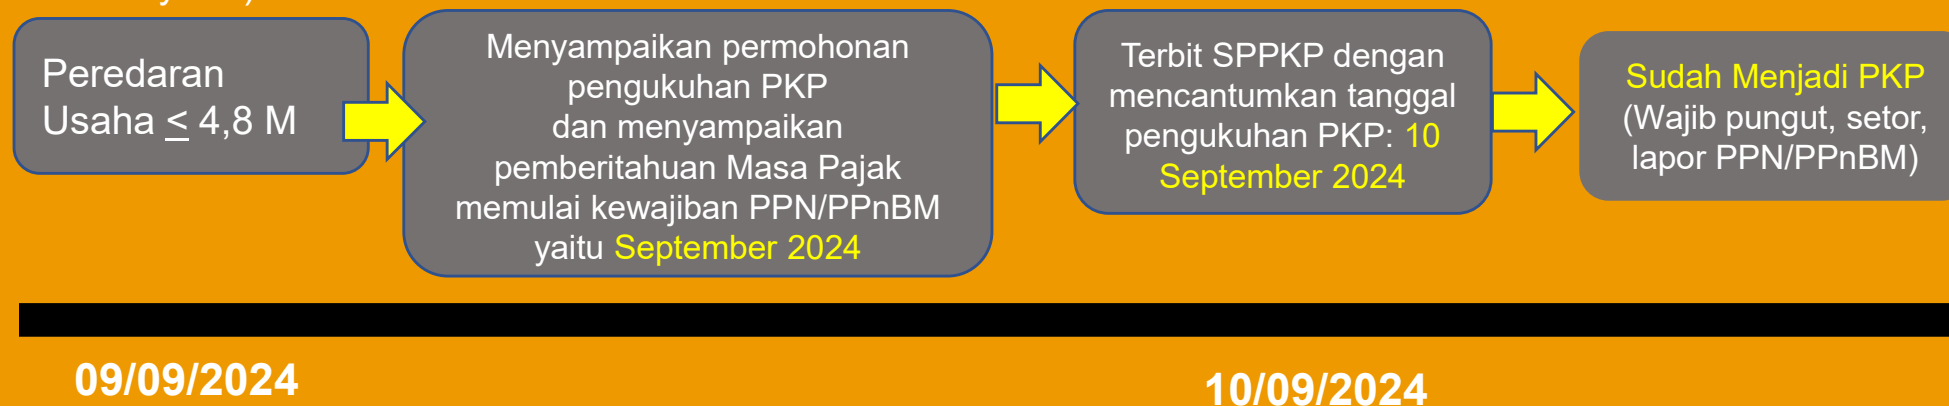 Peredaran
Usaha ≤ 4,8 M
Menyampaikan permohonan
pengukuhan PKP
dan menyampaikan
pemberitahuan Masa Pajak
memulai kewajiban PPN/PPnBM
yaitu September 2024
Terbit SPPKP dengan
mencantumkan tanggal
pengukuhan PKP: 10
September 2024
Sudah Menjadi PKP
(Wajib pungut, setor,
lapor PPN/PPnBM)
09/09/2024
10/09/2024